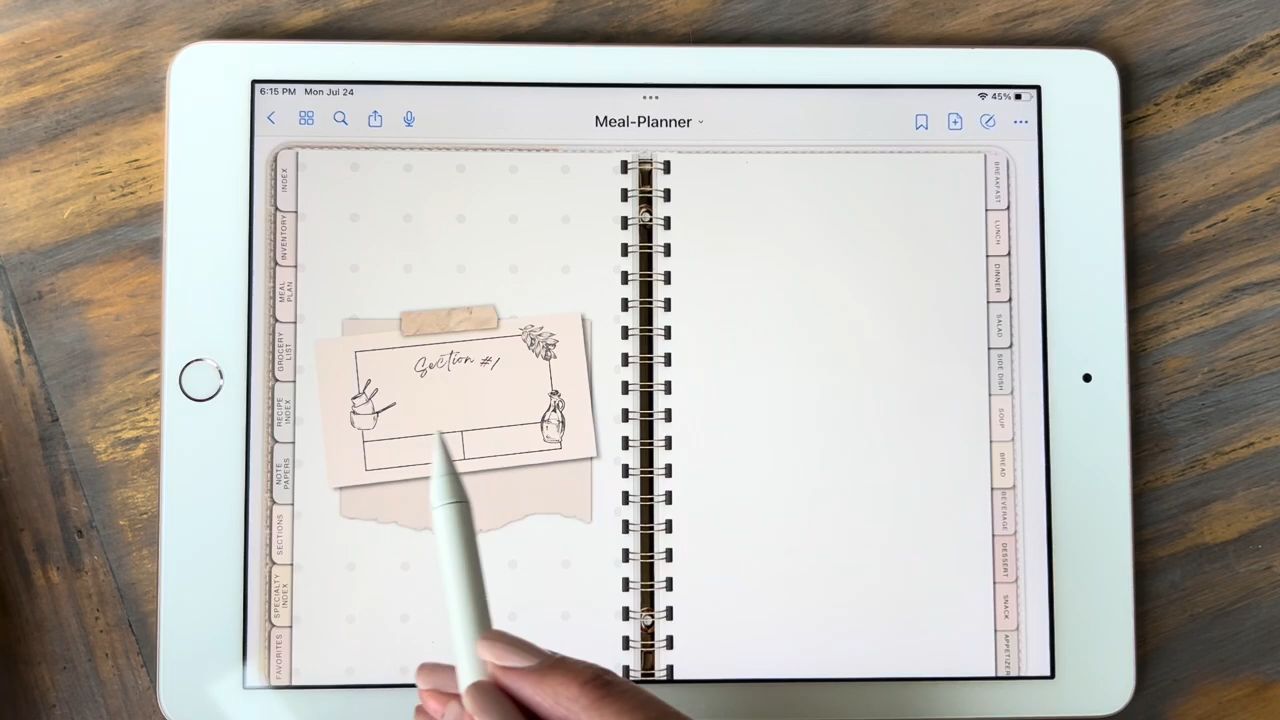 6:15 PM Mon Jul 24
45%
Meal-Planner
INDEX
INVENTORY
MEAL
PLAN
GROCERY
LIST
RECIPE
INDEX
NOTE
PAPERS
SECTIONS
SPECIALTY
INDEX
FAVORITES
Section #1
BREAKFAST
LUNCH
DINNER
SALAD
SIDE DISH
SOUP
BREAD
BEVERAGE
DESSERT
SNACK
APPETIZER